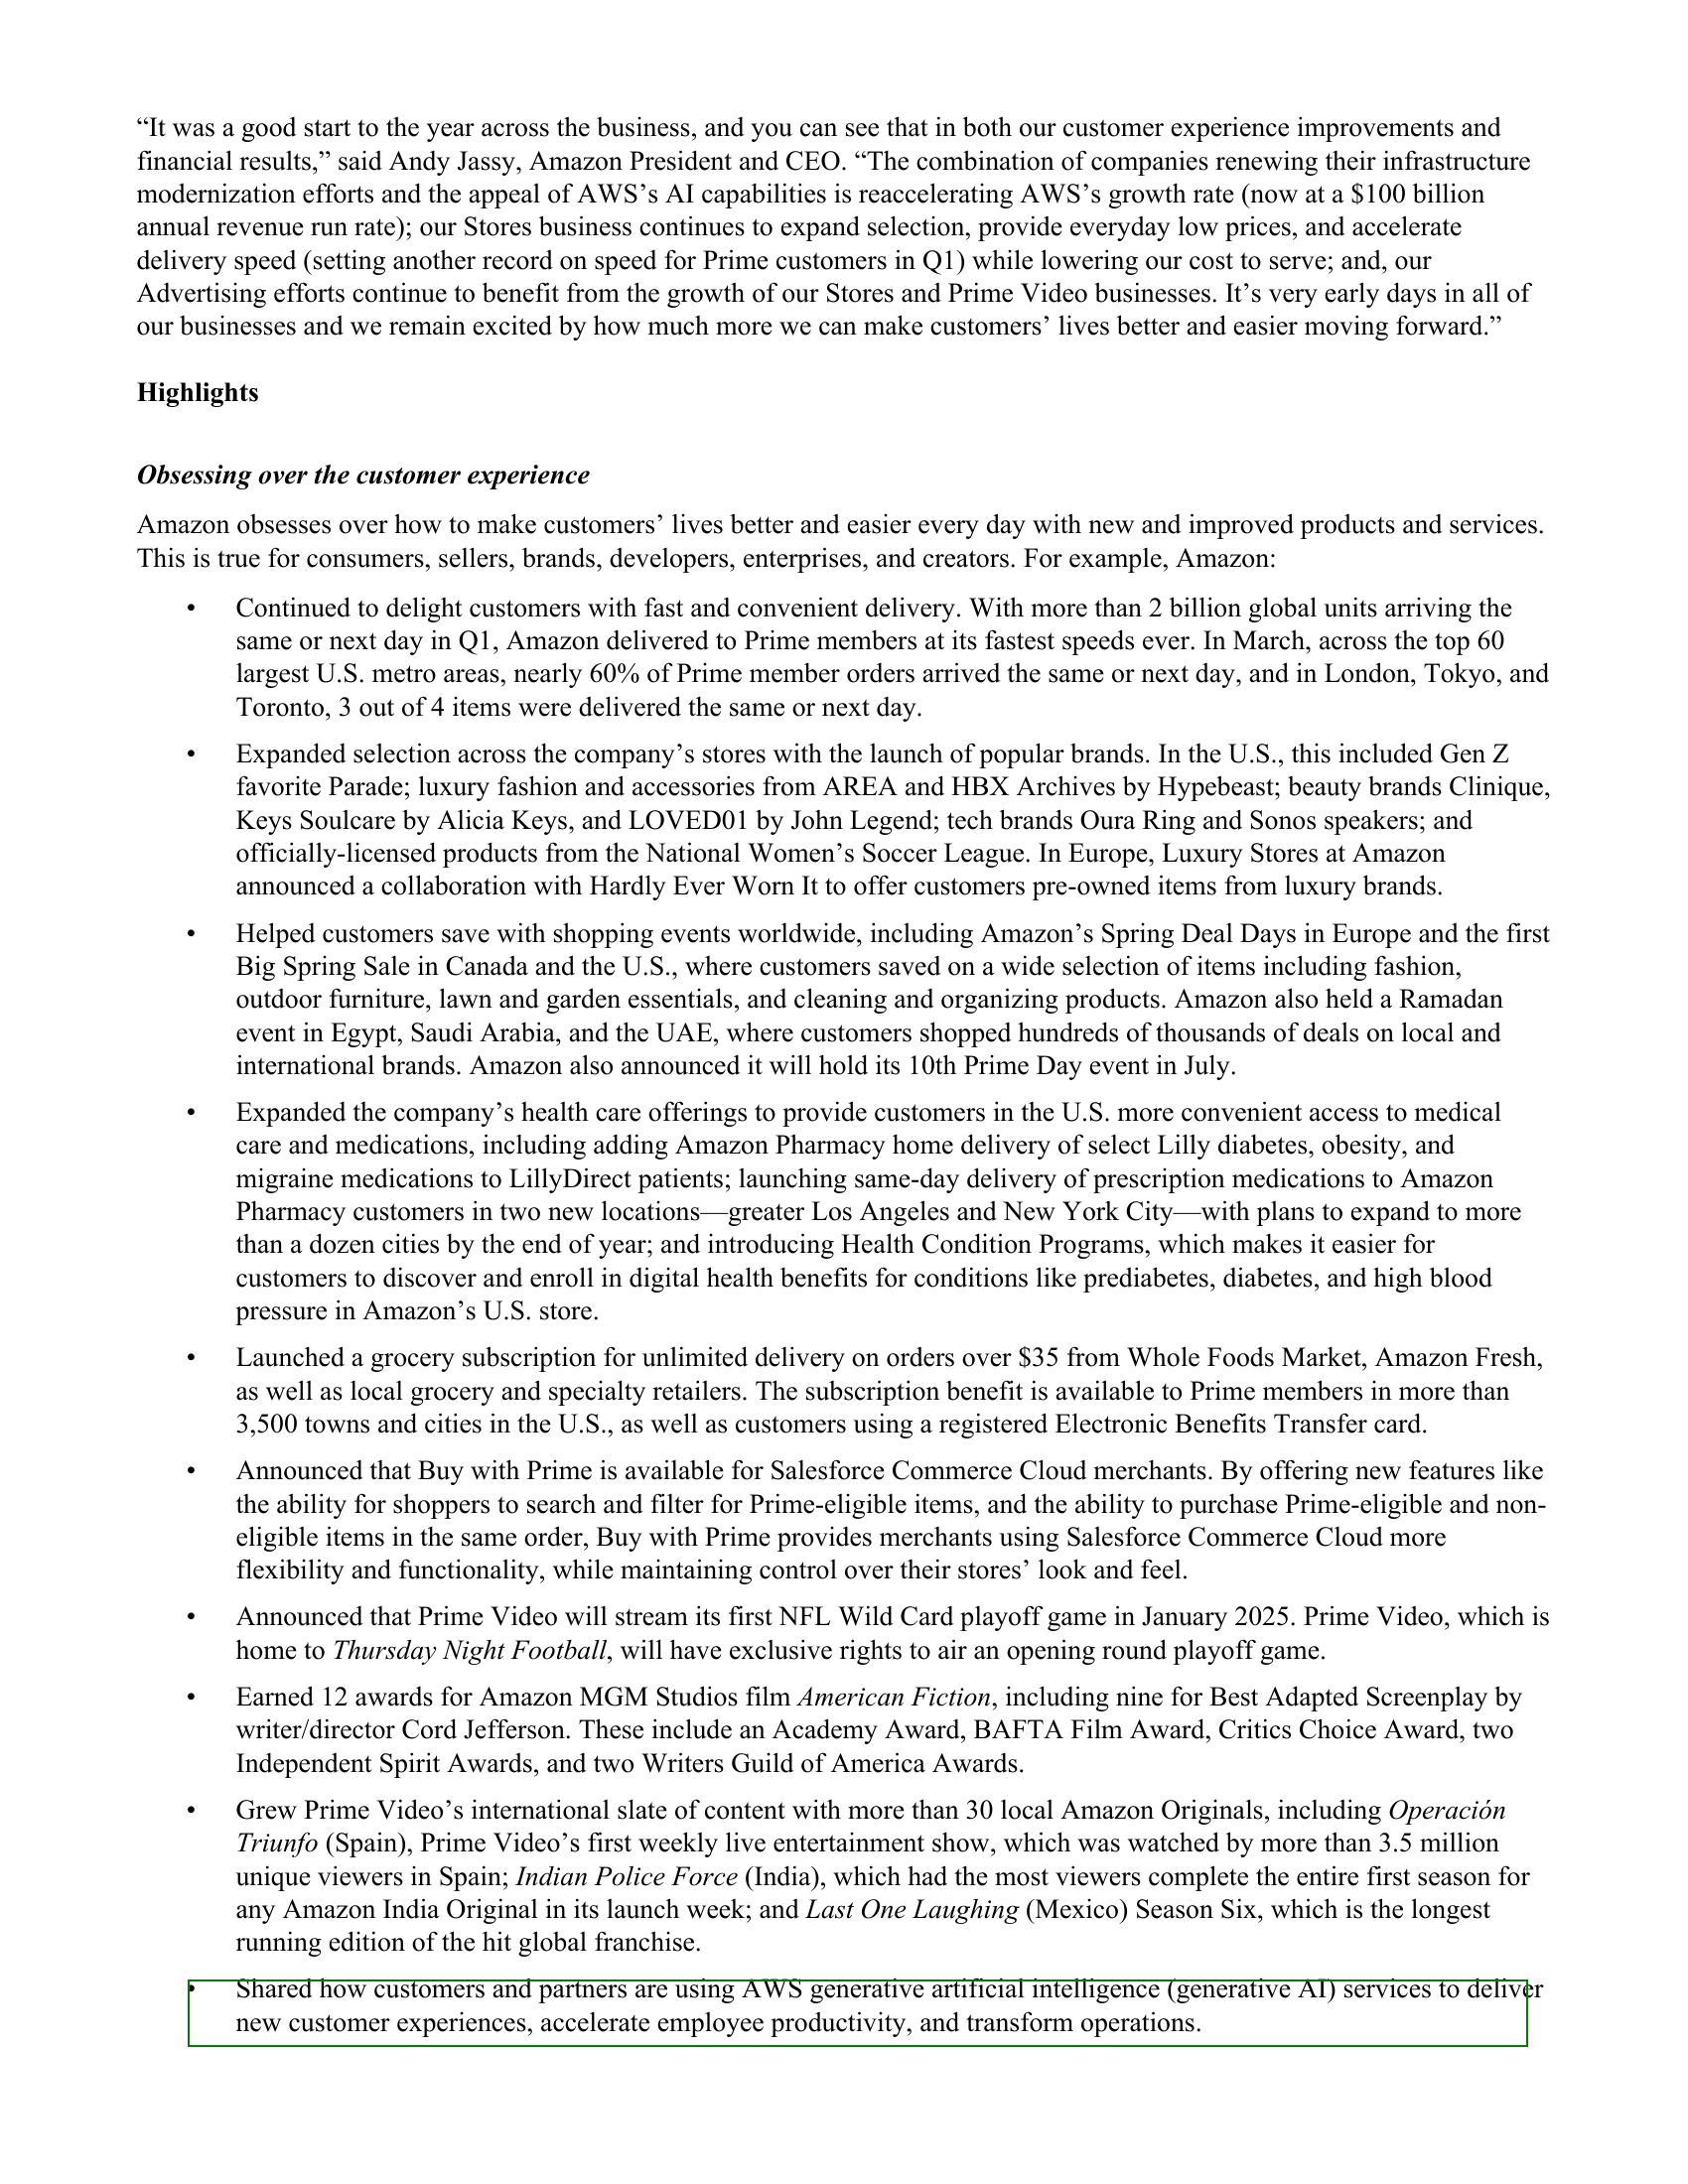 “It was a good start to the year across the business, and you can see that in both our customer experience improvements and
financial results,” said Andy Jassy, Amazon President and CEO. “The combination of companies renewing their infrastructure
modernization efforts and the appeal of AWS’s AI capabilities is reaccelerating AWS’s growth rate (now at a $100 billion
annual revenue run rate); our Stores business continues to expand selection, provide everyday low prices, and accelerate
delivery speed (setting another record on speed for Prime customers in Q1) while lowering our cost to serve; and, our
Advertising efforts continue to benefit from the growth of our Stores and Prime Video businesses. It’s very early days in all of
our businesses and we remain excited by how much more we can make customers’ lives better and easier moving forward.”
Highlights
Obsessing over the customer experience
Amazon obsesses over how to make customers’ lives better and easier every day with new and improved products and services.
This is true for consumers, sellers, brands, developers, enterprises, and creators. For example, Amazon:
• Continued to delight customers with fast and convenient delivery. With more than 2 billion global units arriving the
same or next day in Q1, Amazon delivered to Prime members at its fastest speeds ever. In March, across the top 60
largest U.S. metro areas, nearly 60% of Prime member orders arrived the same or next day, and in London, Tokyo, and
Toronto, 3 out of 4 items were delivered the same or next day.
• Expanded selection across the company’s stores with the launch of popular brands. In the U.S., this included Gen Z
favorite Parade; luxury fashion and accessories from AREA and HBX Archives by Hypebeast; beauty brands Clinique,
Keys Soulcare by Alicia Keys, and LOVED01 by John Legend; tech brands Oura Ring and Sonos speakers; and
officially-licensed products from the National Women’s Soccer League. In Europe, Luxury Stores at Amazon
announced a collaboration with Hardly Ever Worn It to offer customers pre-owned items from luxury brands.
• Helped customers save with shopping events worldwide, including Amazon’s Spring Deal Days in Europe and the first
Big Spring Sale in Canada and the U.S., where customers saved on a wide selection of items including fashion,
outdoor furniture, lawn and garden essentials, and cleaning and organizing products. Amazon also held a Ramadan
event in Egypt, Saudi Arabia, and the UAE, where customers shopped hundreds of thousands of deals on local and
international brands. Amazon also announced it will hold its 10th Prime Day event in July.
• Expanded the company’s health care offerings to provide customers in the U.S. more convenient access to medical
care and medications, including adding Amazon Pharmacy home delivery of select Lilly diabetes, obesity, and
migraine medications to LillyDirect patients; launching same-day delivery of prescription medications to Amazon
Pharmacy customers in two new locations—greater Los Angeles and New York City—with plans to expand to more
than a dozen cities by the end of year; and introducing Health Condition Programs, which makes it easier for
customers to discover and enroll in digital health benefits for conditions like prediabetes, diabetes, and high blood
pressure in Amazon’s U.S. store.
• Launched a grocery subscription for unlimited delivery on orders over $35 from Whole Foods Market, Amazon Fresh,
as well as local grocery and specialty retailers. The subscription benefit is available to Prime members in more than
3,500 towns and cities in the U.S., as well as customers using a registered Electronic Benefits Transfer card.
• Announced that Buy with Prime is available for Salesforce Commerce Cloud merchants. By offering new features like
the ability for shoppers to search and filter for Prime-eligible items, and the ability to purchase Prime-eligible and non-
eligible items in the same order, Buy with Prime provides merchants using Salesforce Commerce Cloud more
flexibility and functionality, while maintaining control over their stores’ look and feel.
• Announced that Prime Video will stream its first NFL Wild Card playoff game in January 2025. Prime Video, which is
home to Thursday Night Football, will have exclusive rights to air an opening round playoff game.
• Earned 12 awards for Amazon MGM Studios film American Fiction, including nine for Best Adapted Screenplay by
writer/director Cord Jefferson. These include an Academy Award, BAFTA Film Award, Critics Choice Award, two
Independent Spirit Awards, and two Writers Guild of America Awards.
• Grew Prime Video’s international slate of content with more than 30 local Amazon Originals, including Operación
Triunfo (Spain), Prime Video’s first weekly live entertainment show, which was watched by more than 3.5 million
unique viewers in Spain; Indian Police Force (India), which had the most viewers complete the entire first season for
any Amazon India Original in its launch week; and Last One Laughing (Mexico) Season Six, which is the longest
running edition of the hit global franchise.
• Shared how customers and partners are using AWS generative artificial intelligence (generative AI) services to deliver
new customer experiences, accelerate employee productivity, and transform operations.